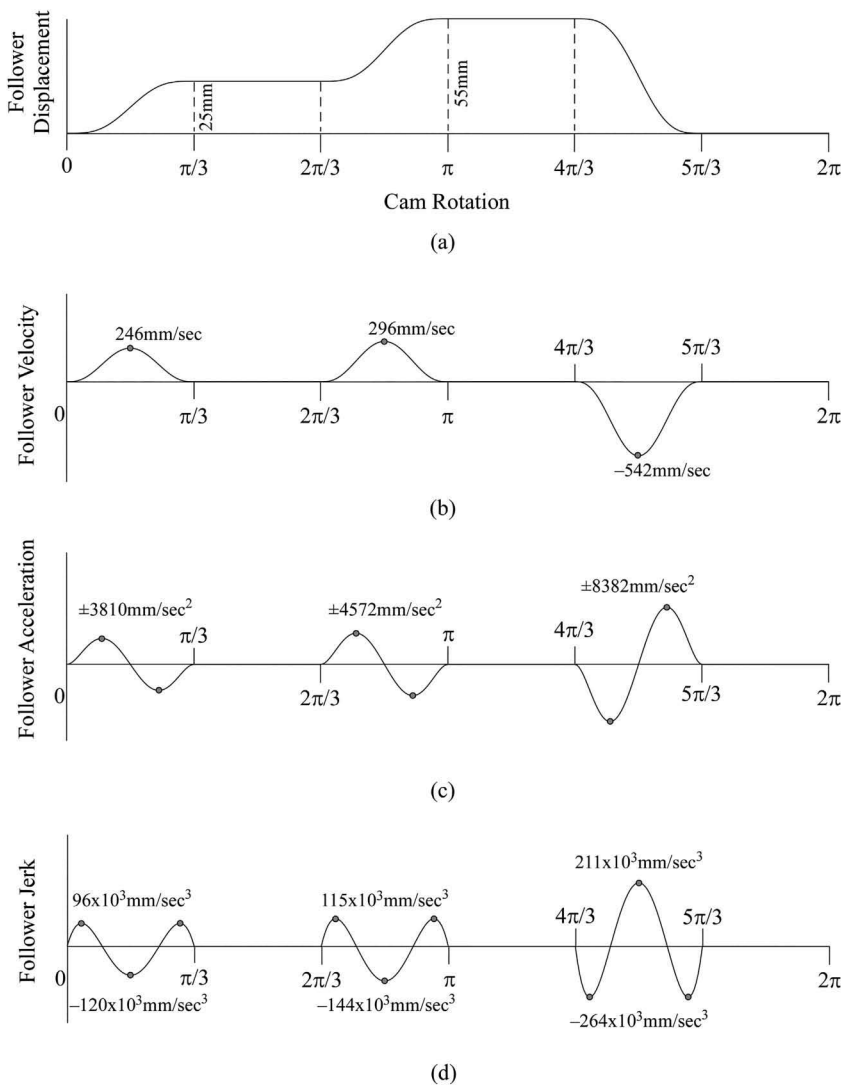 Follower
Displacement
25mm
55mm
0
π/3
2π/3
π
4π/3
5π/3
2π
Cam Rotation
(a)
Follower Velocity
246mm/sec
296mm/sec
4π/3
5π/3
0
π/3
2π/3
π
2π
−542mm/sec
(b)
Follower Acceleration
±3810mm/sec²
±4572mm/sec²
±8382mm/sec²
π/3
π
4π/3
0
2π/3
5π/3
2π
(c)
Follower Jerk
96x10³mm/sec³
115x10³mm/sec³
211x10³mm/sec³
4π/3
5π/3
0
π/3
2π/3
π
2π
−120x10³mm/sec³
−144x10³mm/sec³
−264x10³mm/sec³
(d)